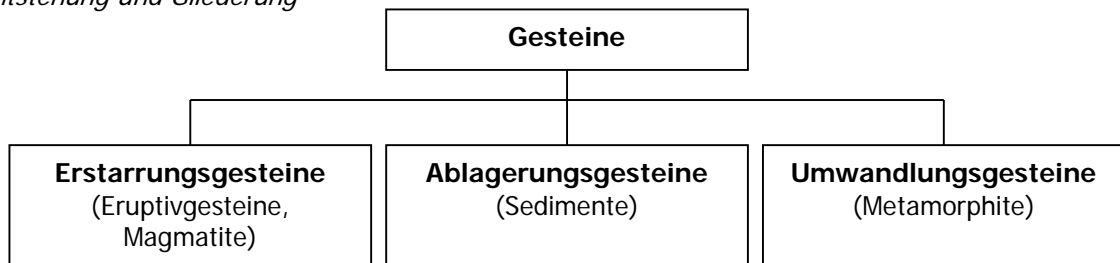 und Gliederung
Gesteine
Erstarrungsgesteine
(Eruptivgesteine,
Magmatite)
Ablagerungsgesteine
(Sedimente)
Umwandlungsgesteine
(Metamorphite)